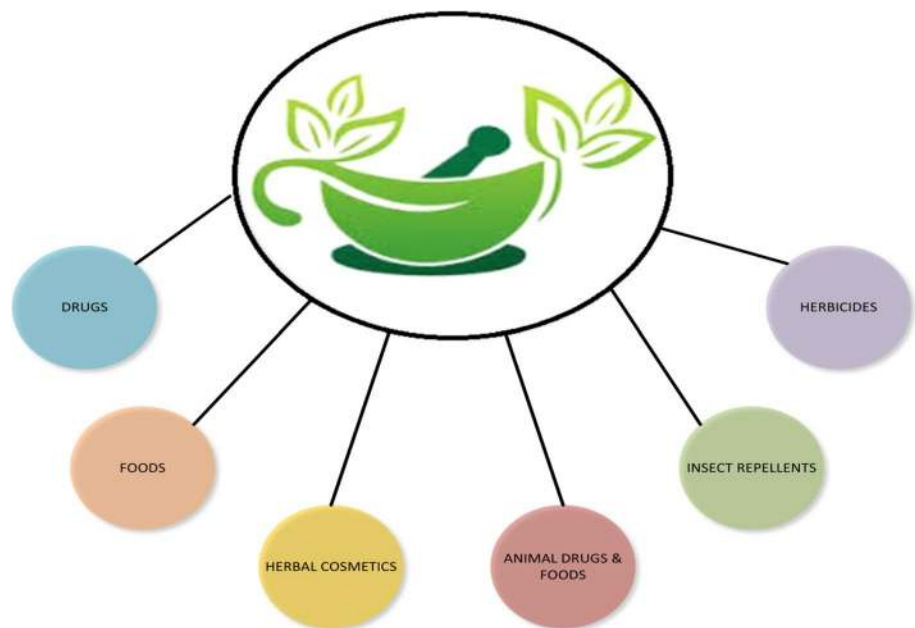 DRUGS
HERBICIDES
FOODS
INSECT REPELLENTS
HERBAL COSMETICS
ANIMAL DRUGS &
FOODS